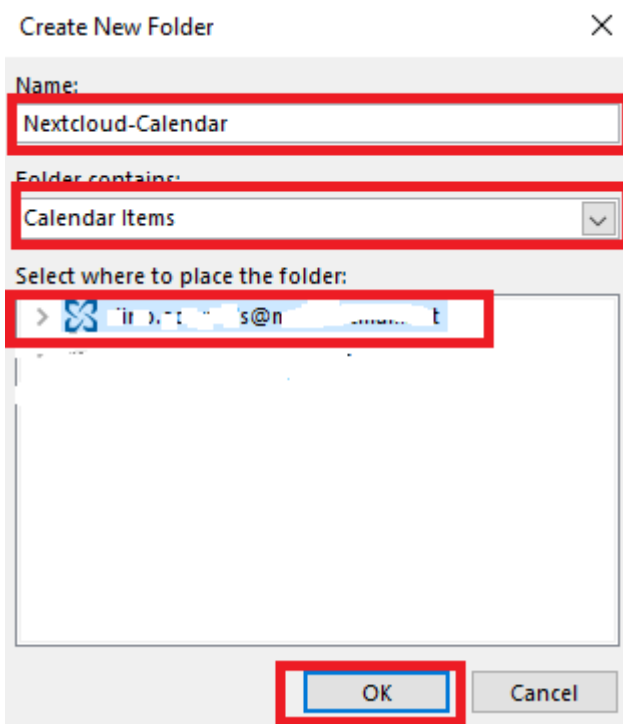 Create New Folder
Name:
Nextcloud-Calendar
Folder contains:
Calendar Items
Select where to place the folder:
OK
Cancel